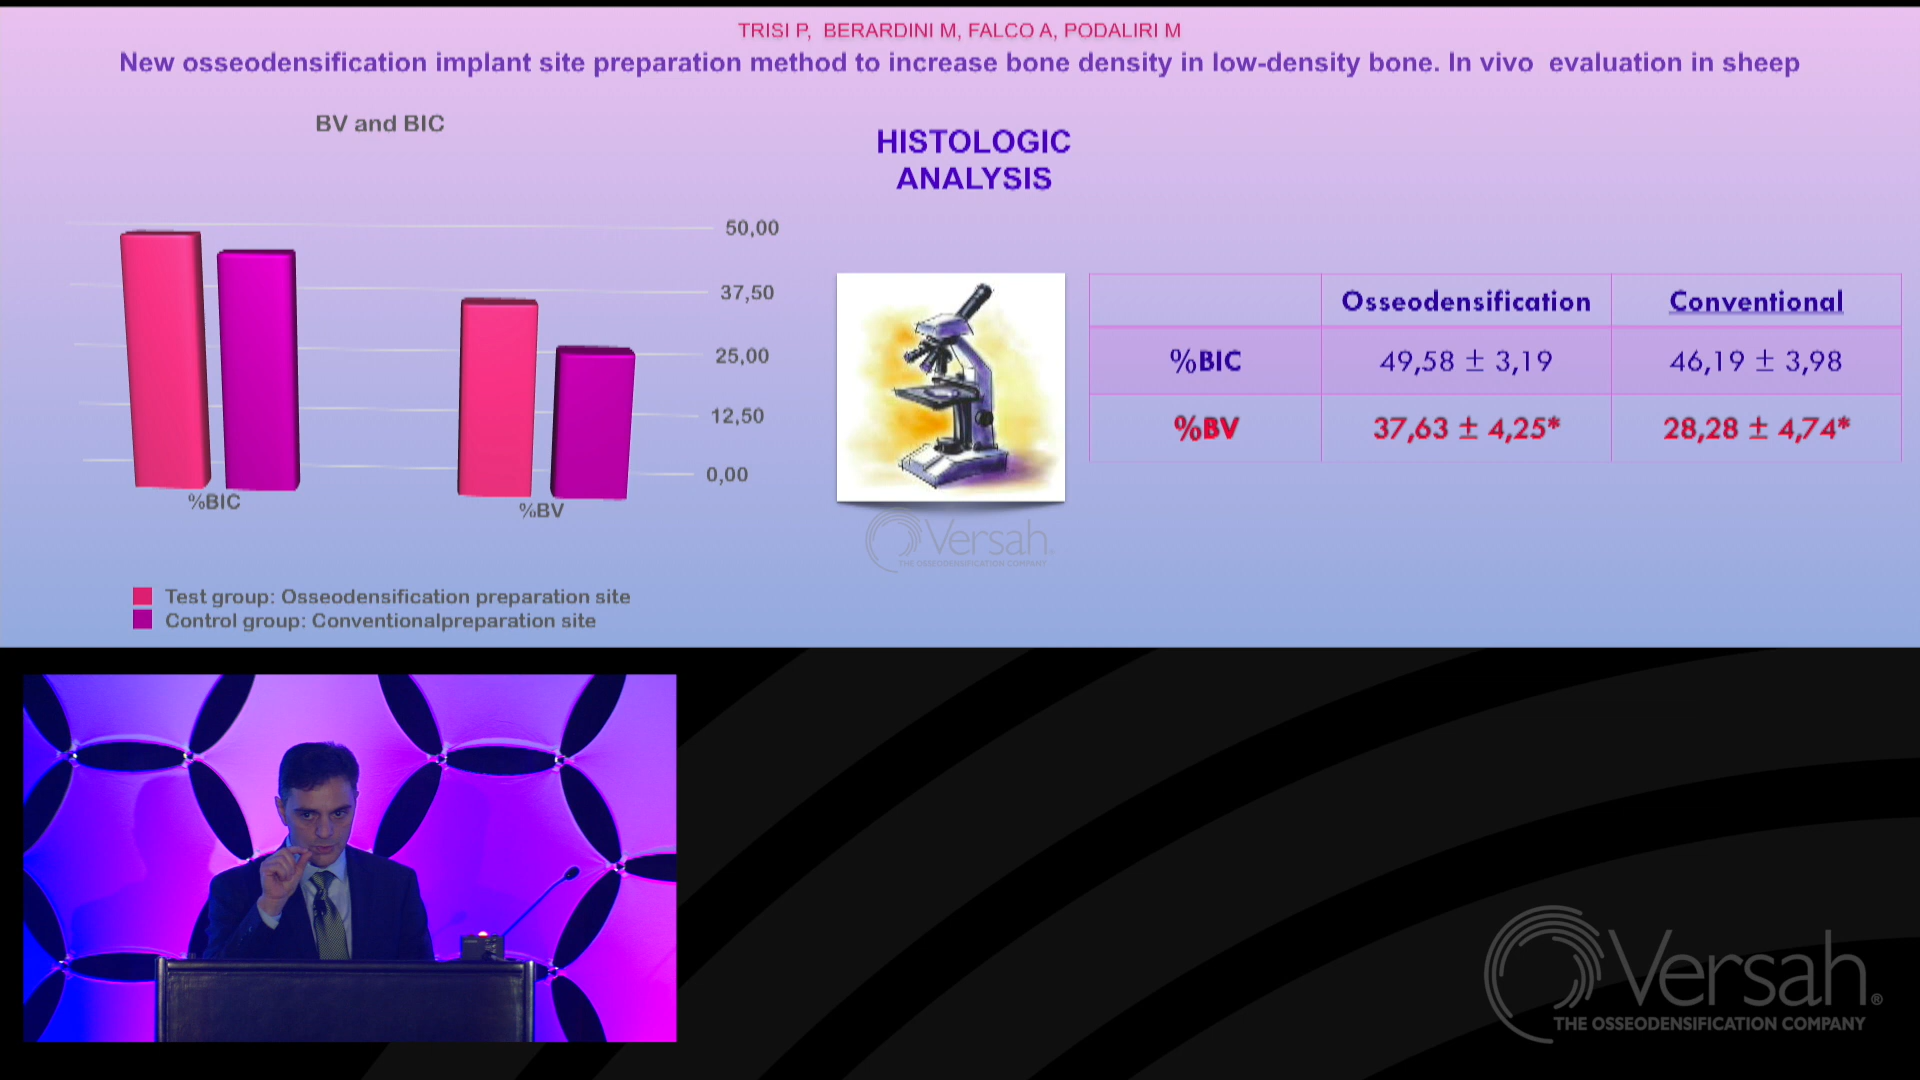 TRISI P, BERARDINI M, FALCO A, PODALIRI M
New osseodensification implant site preparation method to increase bone density in low-density bone. In vivo evaluation in sheep
BV and BIC
50,00
37,50
25,00
12,50
0,00
%BIC
%BV
Test group: Osseodensification preparation site
Control group: Conventionalpreparation site
HISTOLOGIC
ANALYSIS
Versah®
THE OSSEODENSIFICATION COMPANY
Osseodensification Conventional
%BIC 49,58 ± 3,19 46,19 ± 3,98
%BV 37,63 ± 4,25* 28,28 ± 4,74*
Versah®
THE OSSEODENSIFICATION COMPANY